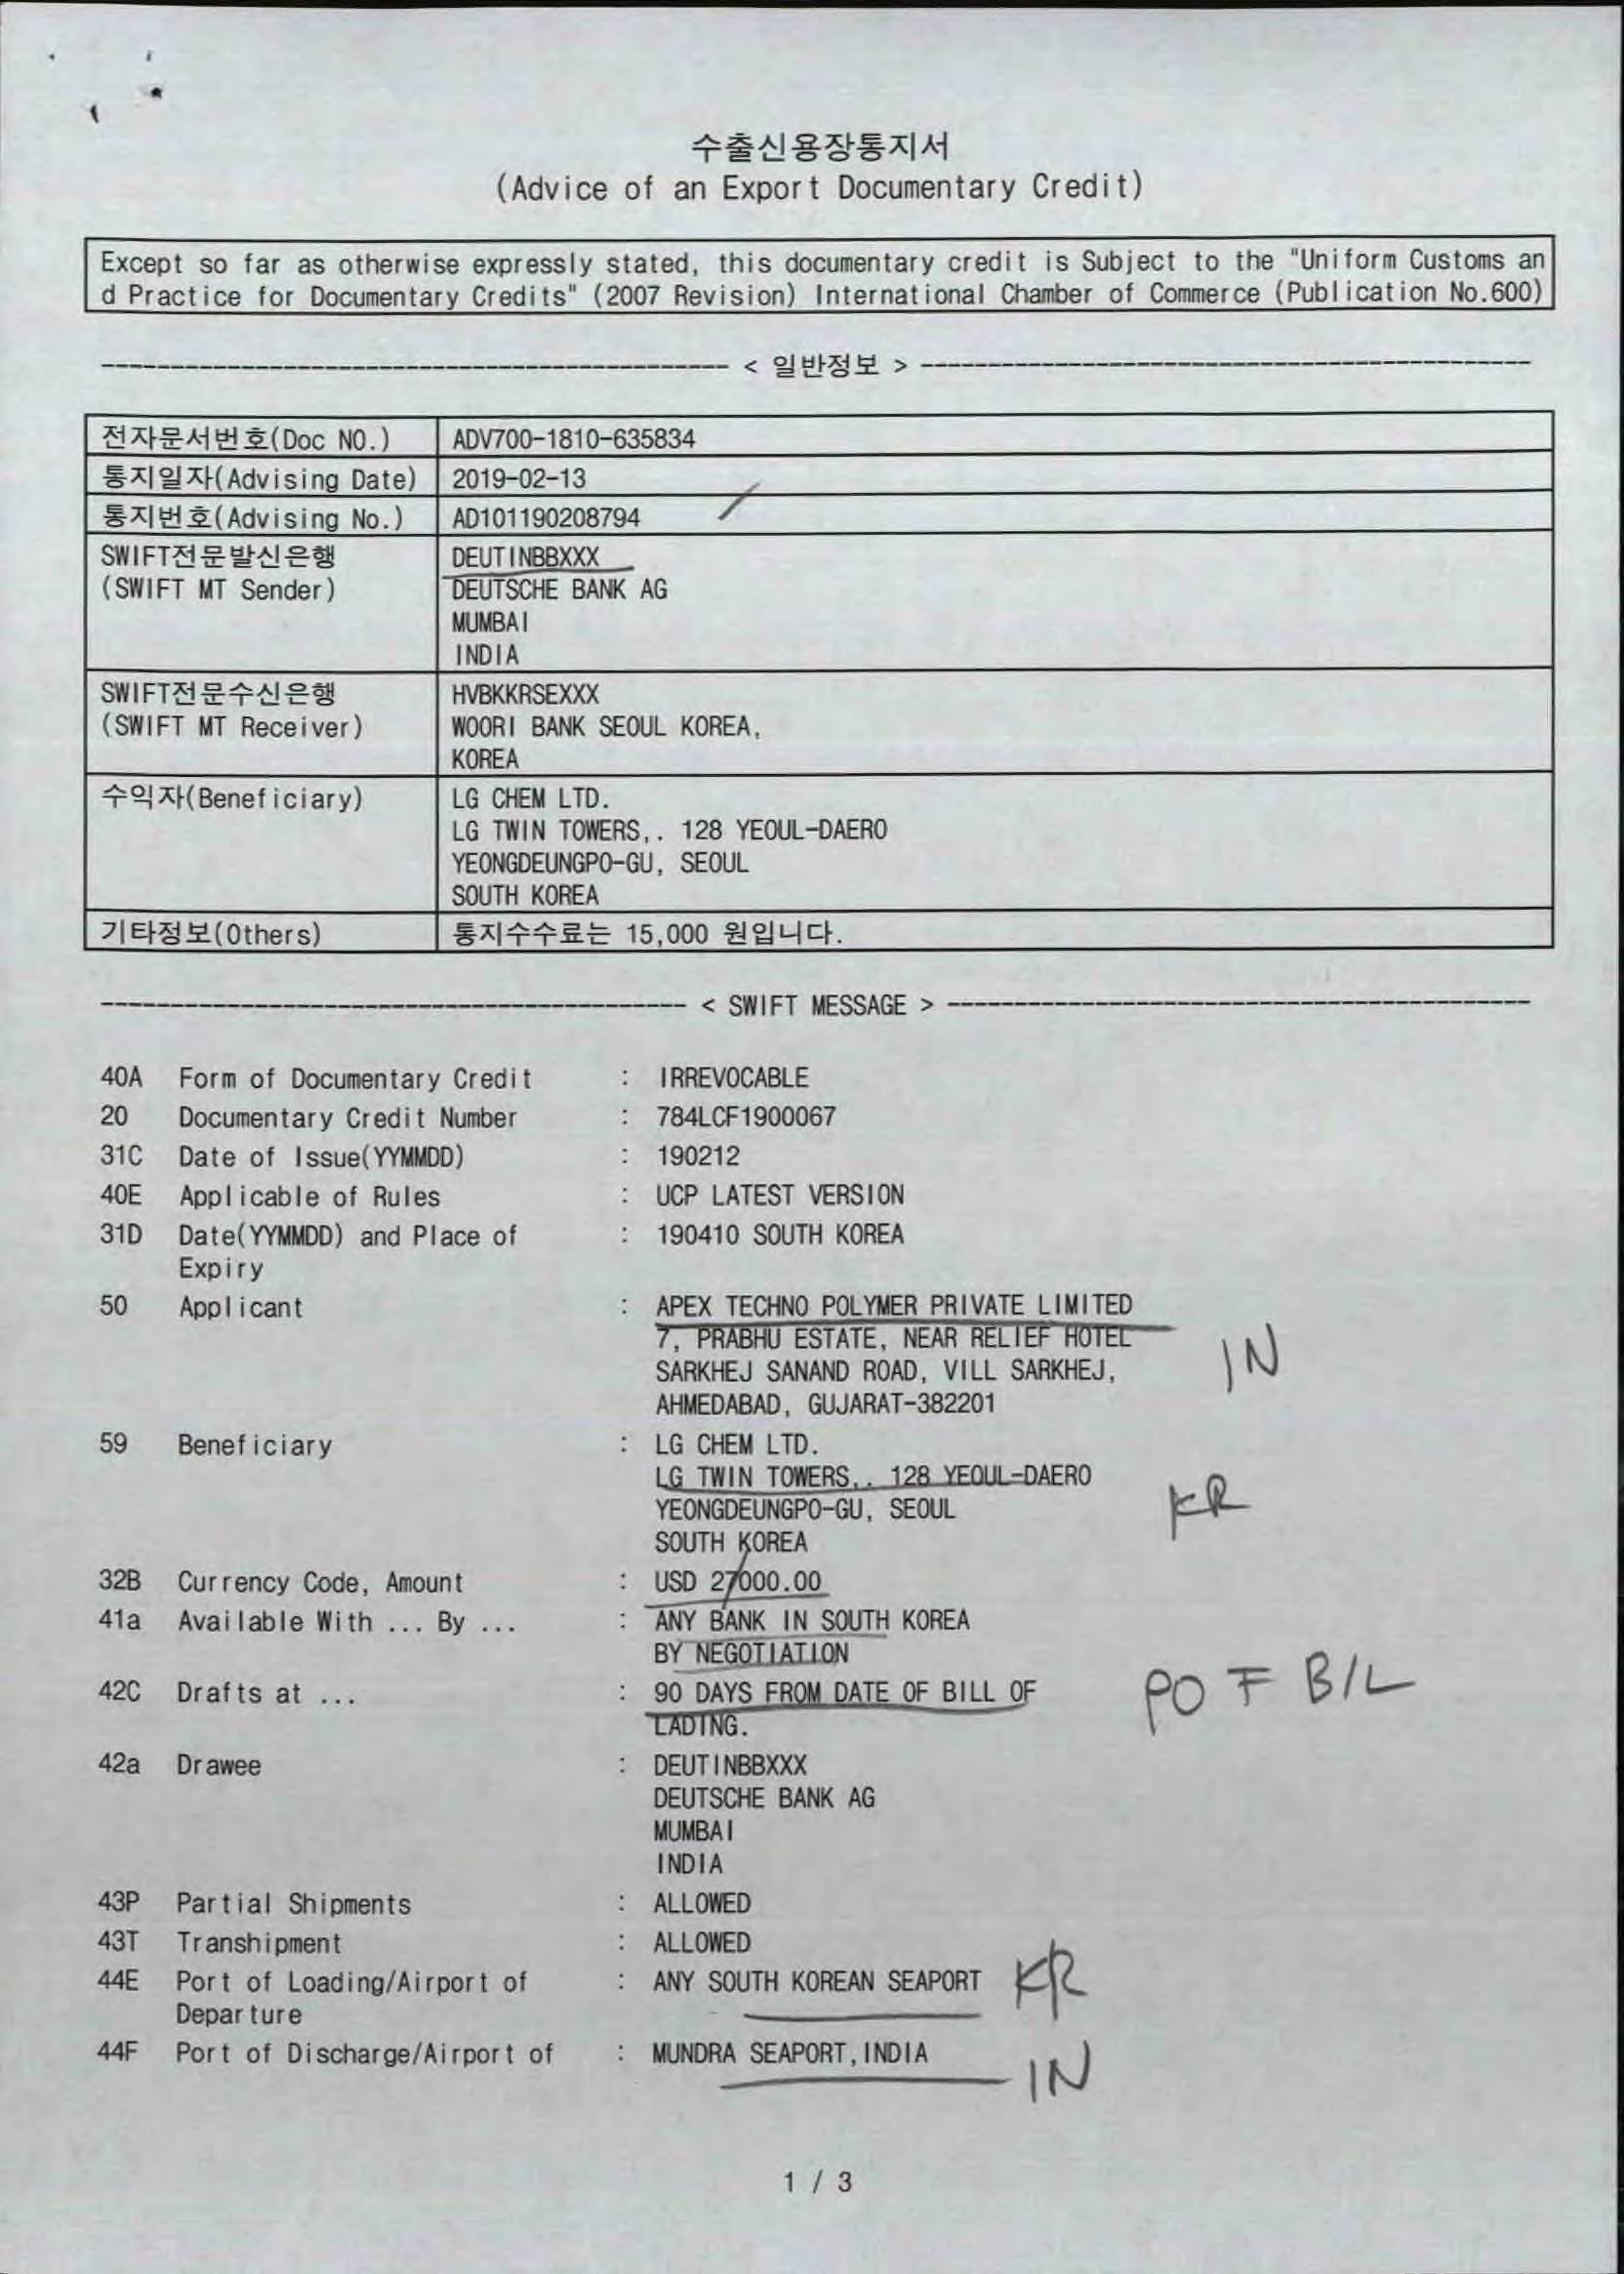 수출신용장통지서
(Advice of an Export Documentary Credit)
Except so far as otherwise expressly stated, this documentary credit is Subject to the "Uniform Customs an
d Practice for Documentary Credits" (2007 Revision) International Chamber of Commerce (Publication No.600)
< 일반정보 >
전자문서번호(Doc NO.) ADV700-1810-635834
통지일자(Advising Date) 2019-02-13
통지번호(Advising No.) AD101190208794
SWIFT전문발신은행 DEUTINBBXXX
(SWIFT MT Sender) DEUTSCHE BANK AG
MUMBAI
INDIA
SWIFT전문수신은행 HVBKKRSEXXX
(SWIFT MT Receiver) WOORI BANK SEOUL KOREA,
KOREA
수익자(Beneficiary) LG CHEM LTD.
LG TWIN TOWERS,. 128 YEOUL-DAERO
YEONGDEUNGPO-GU, SEOUL
SOUTH KOREA
기타정보(Others) 통지수수료는 15,000 원입니다.
< SWIFT MESSAGE >
40A Form of Documentary Credit : IRREVOCABLE
20 Documentary Credit Number : 784LCF1900067
31C Date of Issue(YYMMDD) : 190212
40E Applicable of Rules : UCP LATEST VERSION
31D Date(YYMMDD) and Place of : 190410 SOUTH KOREA
Expiry
50 Applicant : APEX TECHNO POLYMER PRIVATE LIMITED
7, PRABHU ESTATE, NEAR RELIEF HOTEL
SARKHEJ SANAND ROAD, VILL SARKHEJ, IN
AHMEDABAD, GUJARAT-382201
59 Beneficiary : LG CHEM LTD.
LG TWIN TOWERS,. 128 YEOUL-DAERO
YEONGDEUNGPO-GU, SEOUL KR
SOUTH KOREA
32B Currency Code, Amount : USD 27000.00
41a Available With ... By ... : ANY BANK IN SOUTH KOREA
BY NEGOTIATION
42C Drafts at ... : 90 DAYS FROM DATE OF BILL OF PO F B/L
LADING.
42a Drawee : DEUTINBBXXX
DEUTSCHE BANK AG
MUMBAI
INDIA
43P Partial Shipments : ALLOWED
43T Transhipment : ALLOWED
44E Port of Loading/Airport of : ANY SOUTH KOREAN SEAPORT KR
Departure
44F Port of Discharge/Airport of : MUNDRA SEAPORT,INDIA IN
1 / 3